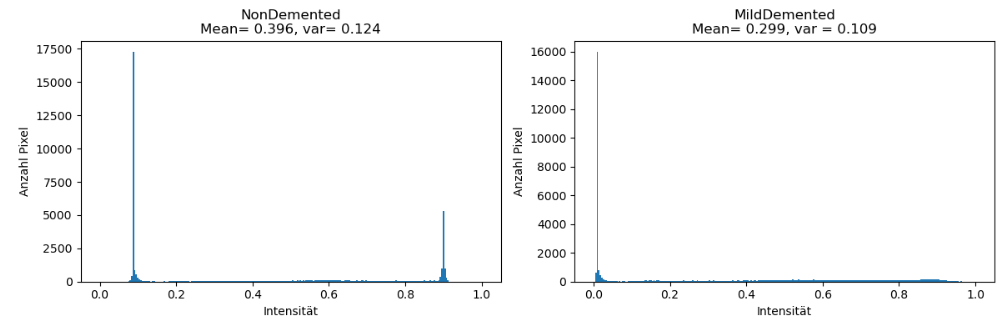 NonDemented
Mean= 0.396, var= 0.124
17500
15000
12500
10000
7500
5000
2500
0
Anzahl Pixel
0.0 0.2 0.4 0.6 0.8 1.0
Intensität
MildDemented
Mean= 0.299, var = 0.109
16000
14000
12000
10000
8000
6000
4000
2000
0
Anzahl Pixel
0.0 0.2 0.4 0.6 0.8 1.0
Intensität